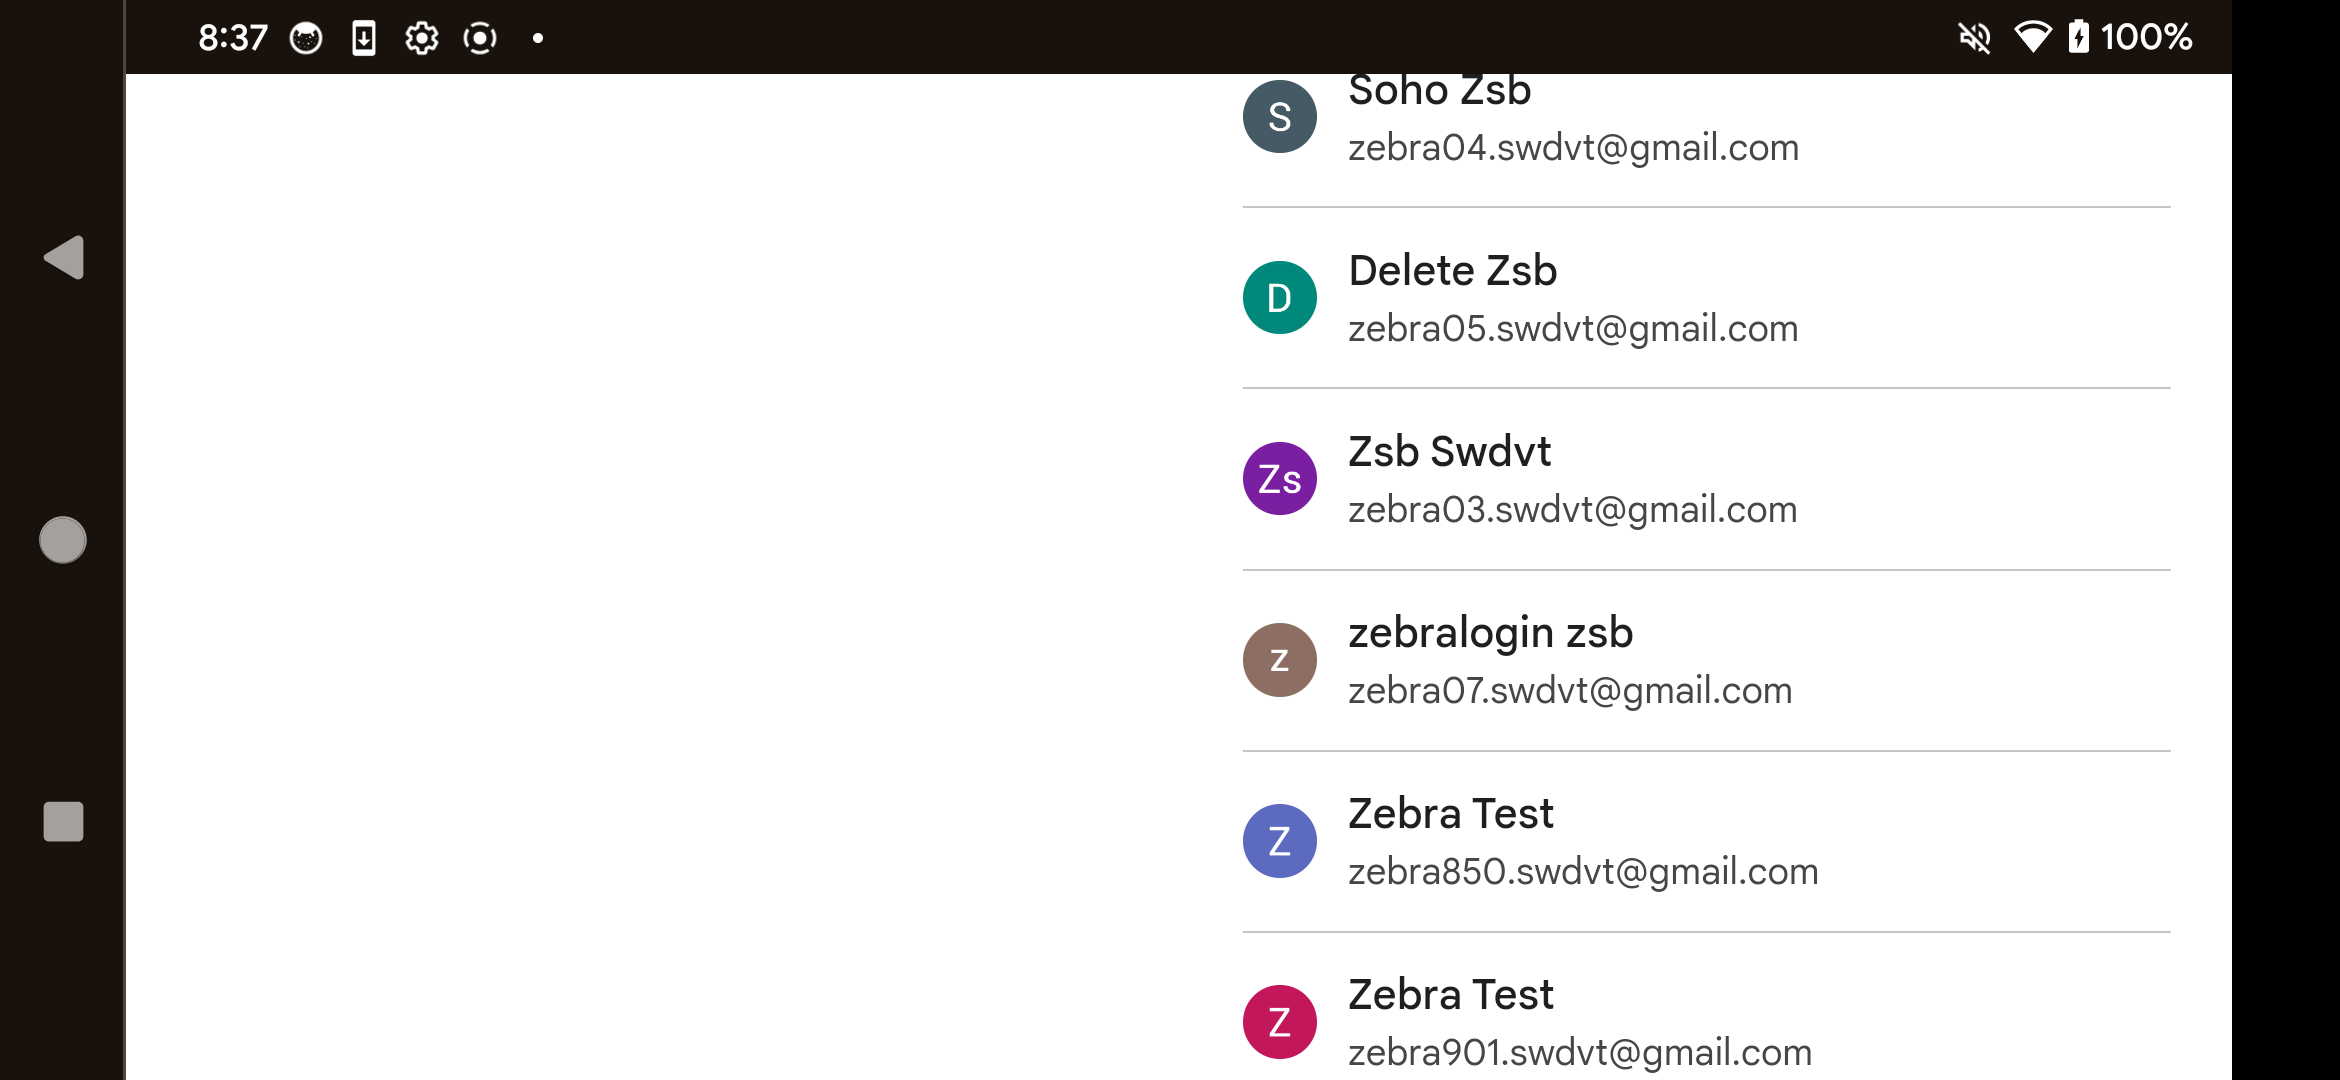 8:37
100%
S
Soho Zsb
zebra04.swdvt@gmail.com
D
Delete Zsb
zebra05.swdvt@gmail.com
Zs
Zsb Swdvt
zebra03.swdvt@gmail.com
z
zebralogin zsb
zebra07.swdvt@gmail.com
Z
Zebra Test
zebra850.swdvt@gmail.com
Z
Zebra Test
zebra901.swdvt@gmail.com